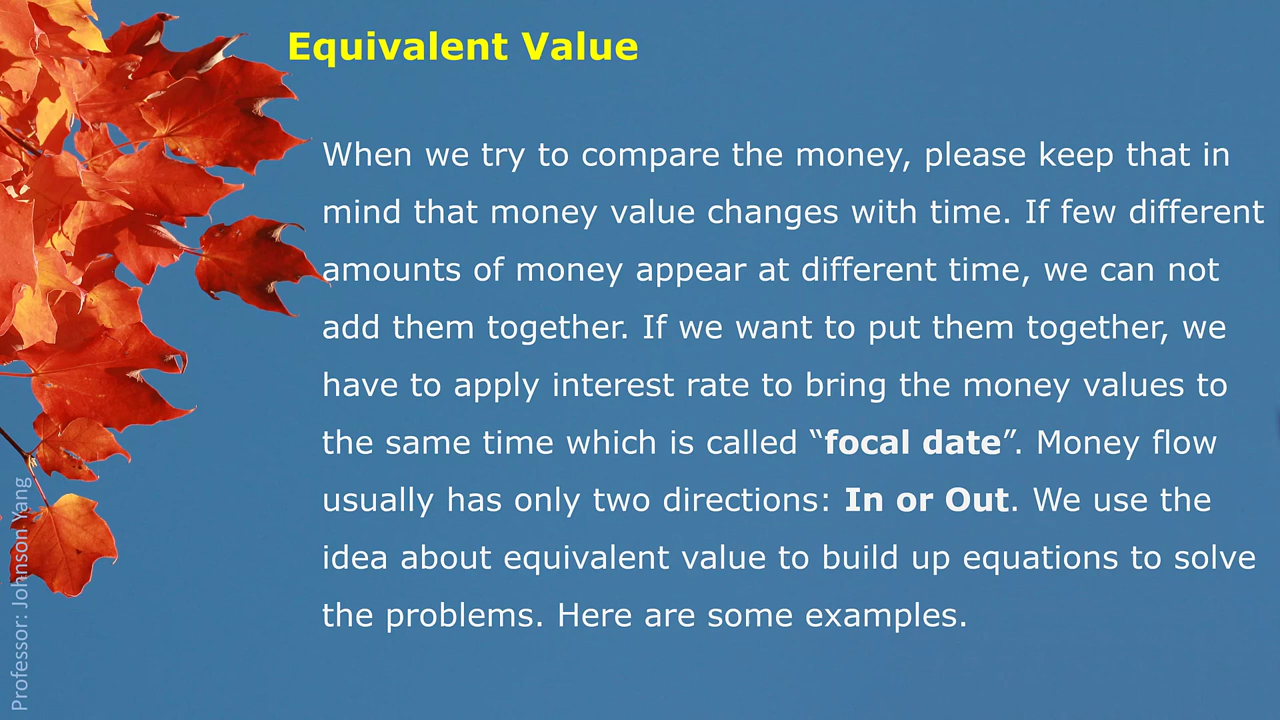 Equivalent Value
When we try to compare the money, please keep that in
mind that money value changes with time. If few different
amounts of money appear at different time, we can not
add them together. If we want to put them together, we
have to apply interest rate to bring the money values to
the same time which is called “focal date”. Money flow
usually has only two directions: In or Out. We use the
idea about equivalent value to build up equations to solve
the problems. Here are some examples.
Professor: Johnson Yang